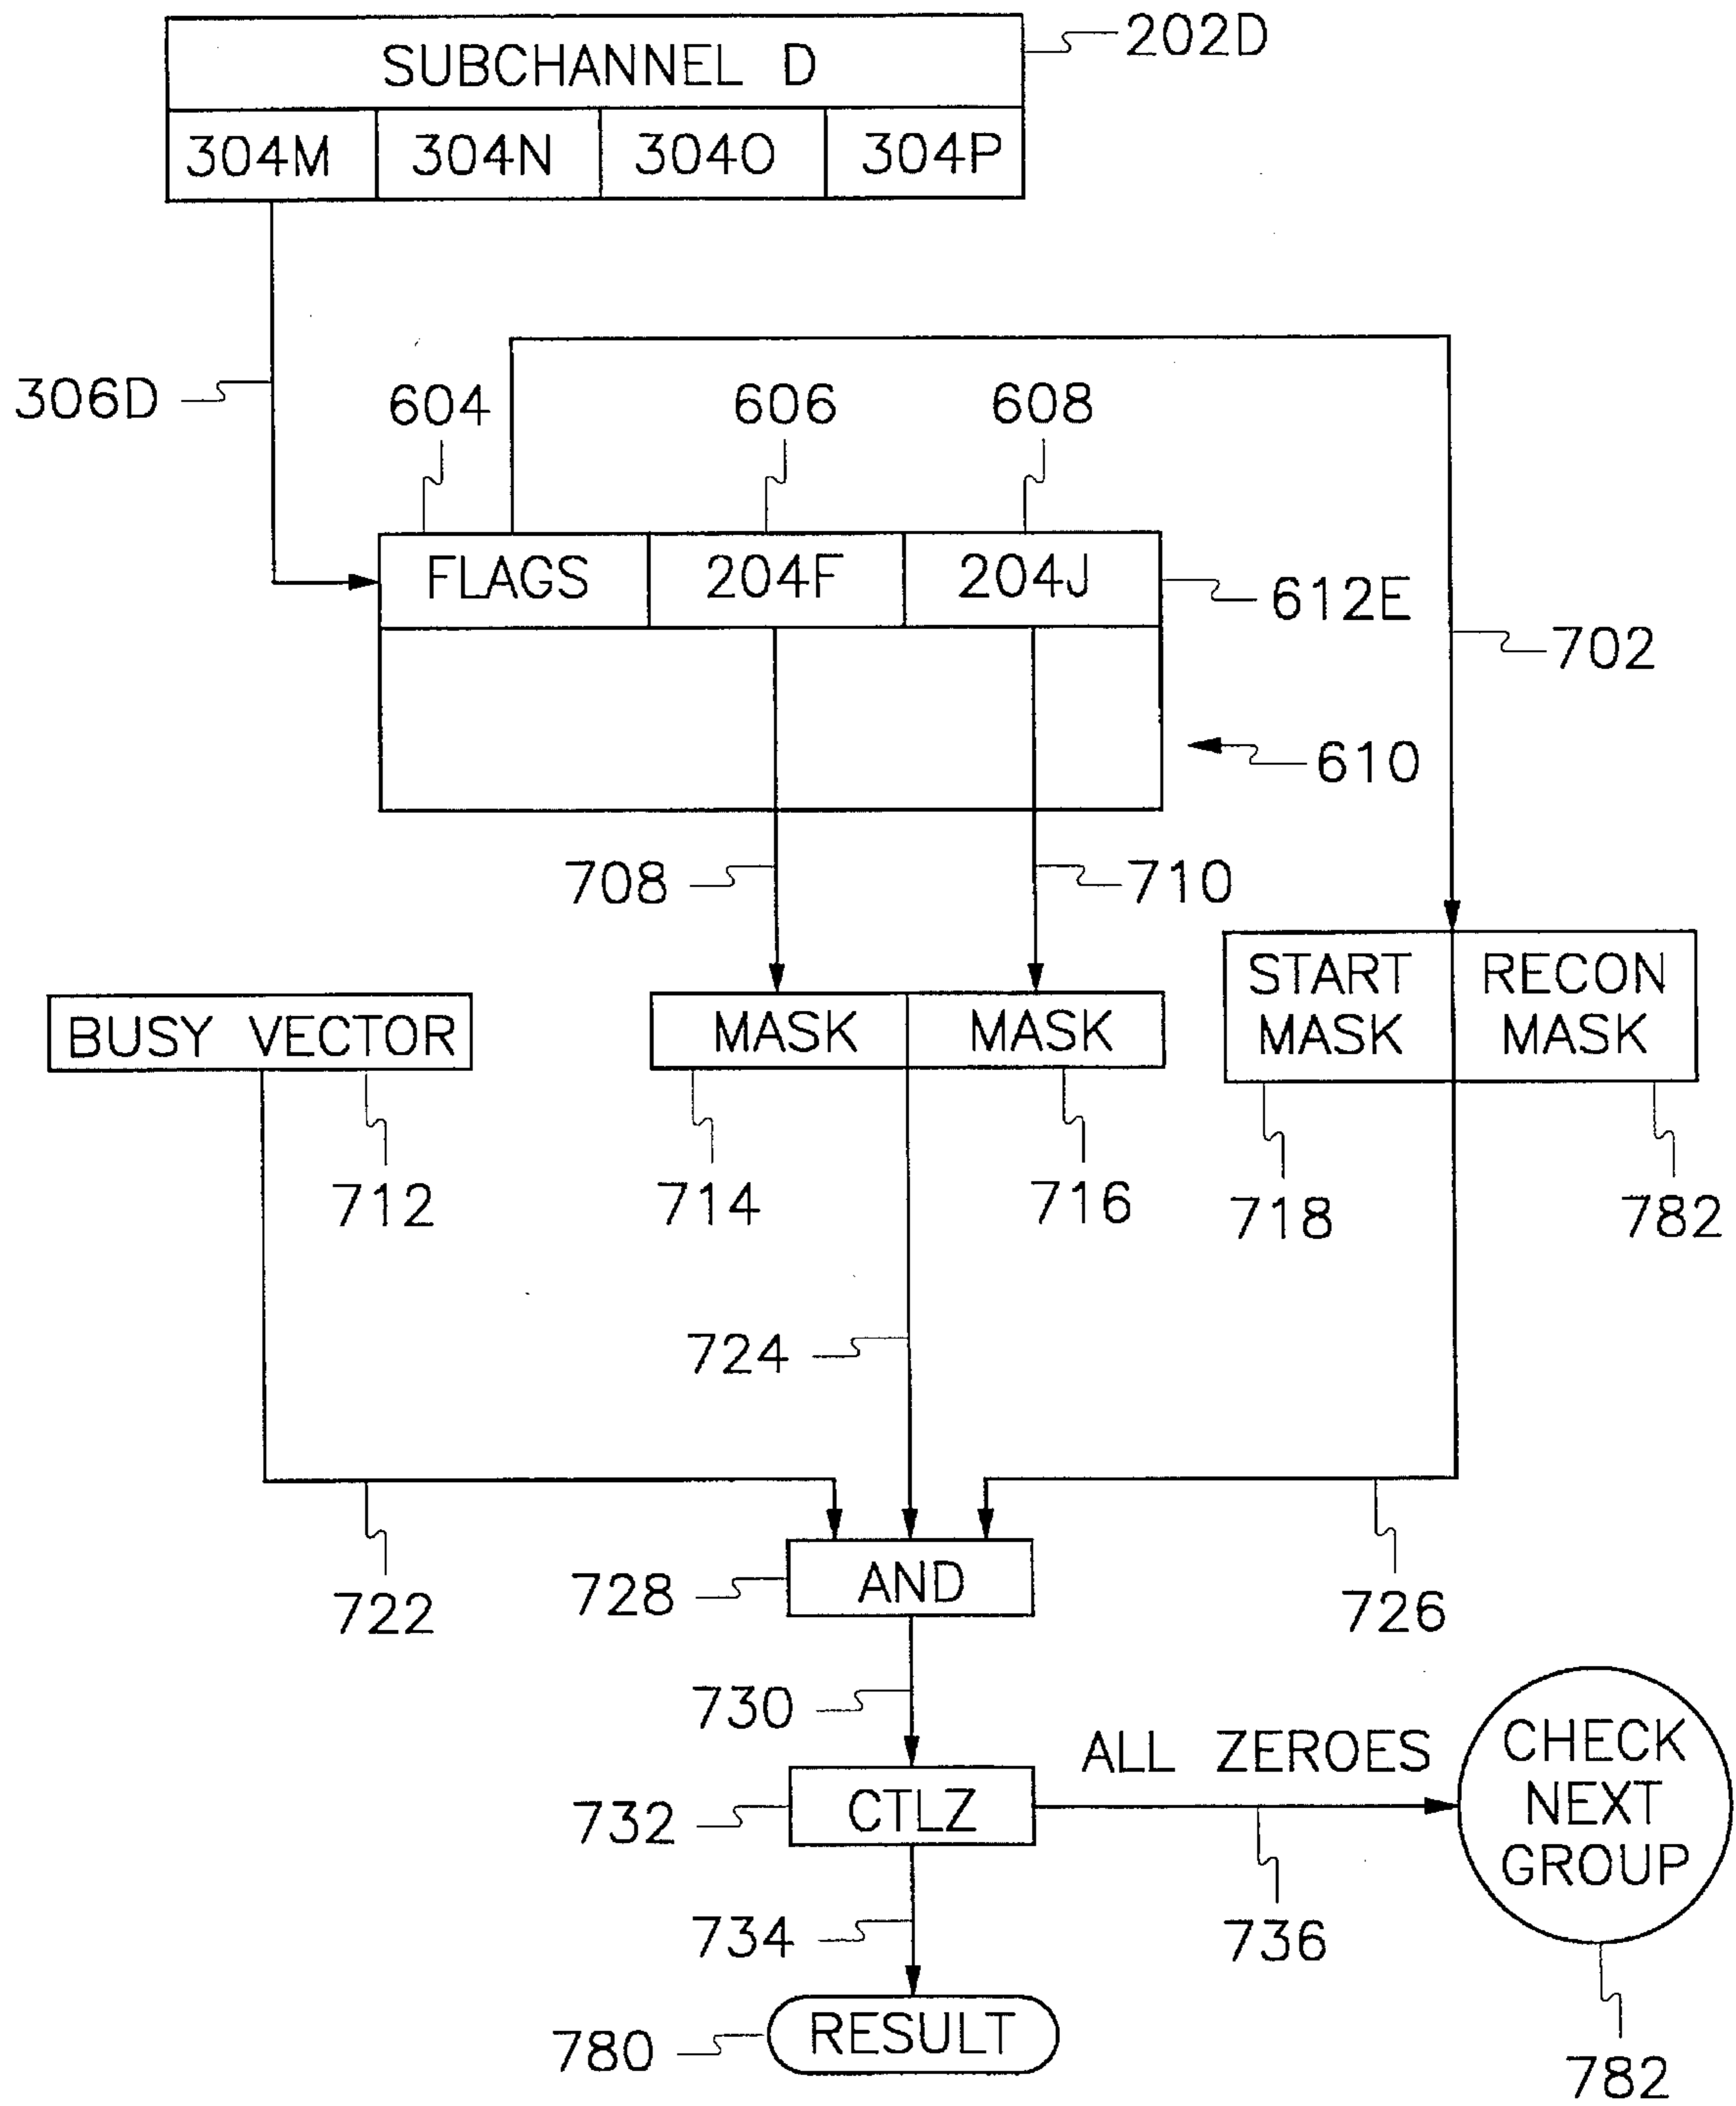 202D
SUBCHANNEL D
304M 304N 304O 304P
306D
604 606 608
FLAGS 204F 204J
612E
702
610
708 710
START MASK
RECON MASK
BUSY VECTOR
MASK MASK
712 714 716 718 782
724
722
728
AND
726
730
ALL ZEROES
CHECK
NEXT
GROUP
732
CTLZ
734
736
780
RESULT
782